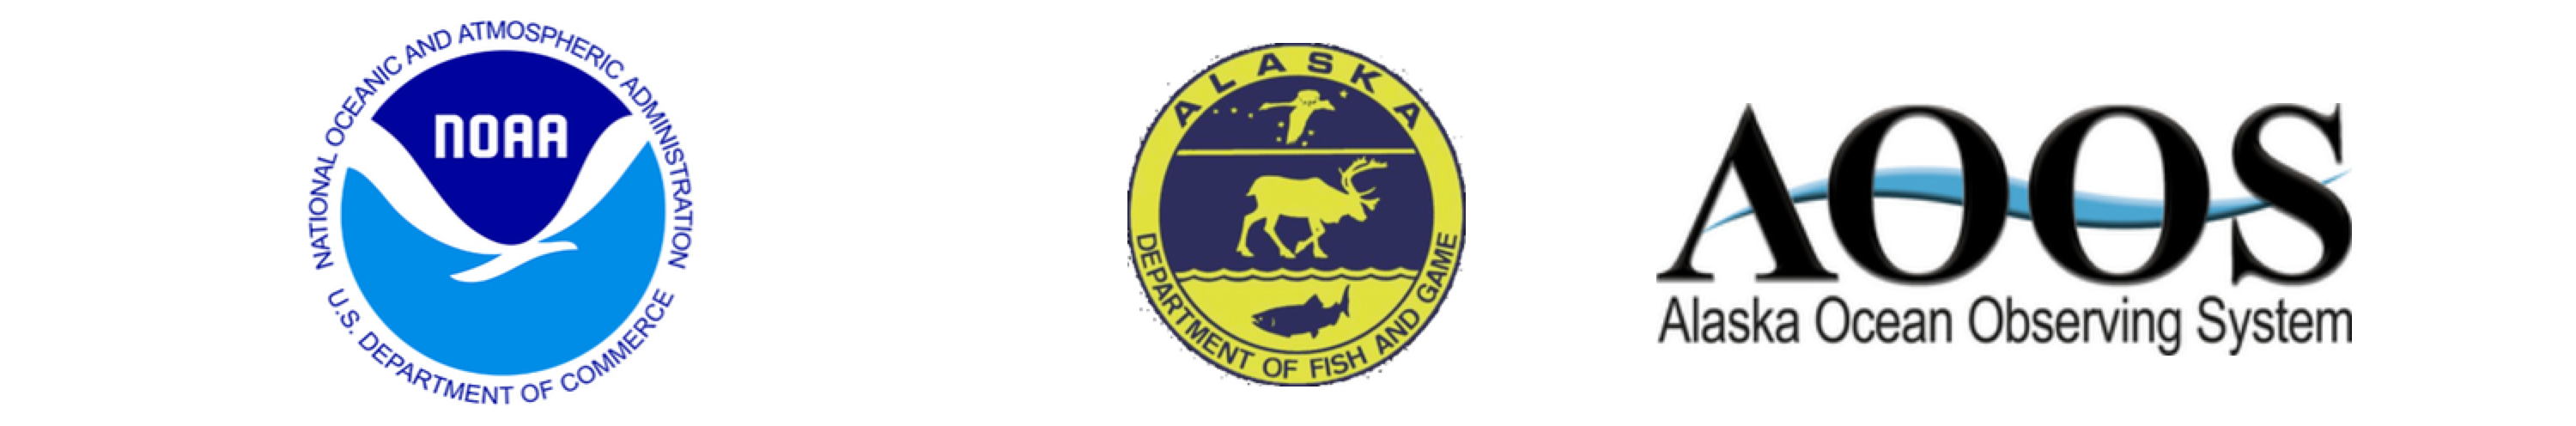 NATIONAL OCEANIC AND ATMOSPHERIC ADMINISTRATION
NOAA
U.S. DEPARTMENT OF COMMERCE
ALASKA
DEPARTMENT OF FISH AND GAME
AOOS
Alaska Ocean Observing System